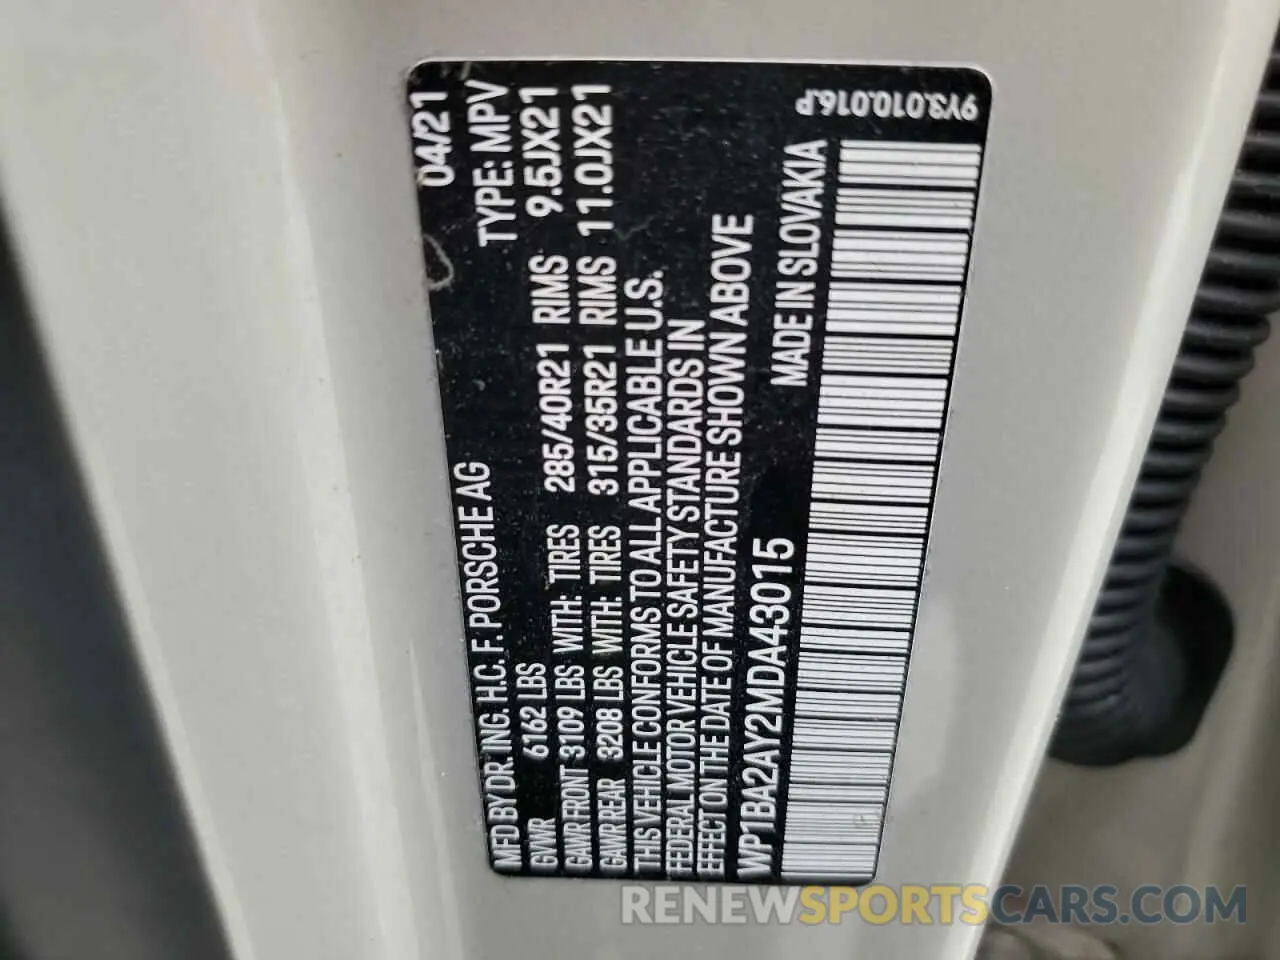 MFD BY DR. ING. H.C. F. PORSCHE AG 04/21
GVWR 6162 LBS TYPE: MPV
GAWR FRONT 3109 LBS WITH: TIRES 285/40R21 RIMS 9.5JX21
GAWR REAR 3208 LBS WITH: TIRES 315/35R21 RIMS 11.0JX21
THIS VEHICLE CONFORMS TO ALL APPLICABLE U.S.
FEDERAL MOTOR VEHICLE SAFETY STANDARDS IN
EFFECT ON THE DATE OF MANUFACTURE SHOWN ABOVE
WP1BA2AY2MDA43015 MADE IN SLOVAKIA
9Y3.010.016.P
RENEWSPORTSCARS.COM